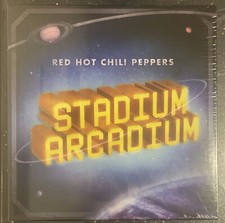 RED HOT CHILI PEPPERS
STADIUM
ARCADIUM